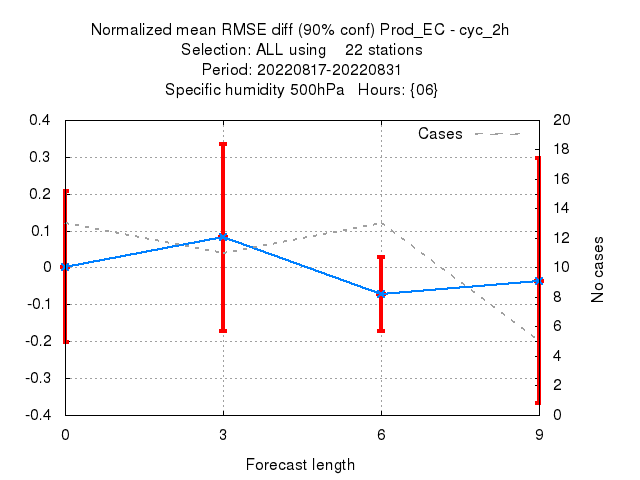 Normalized mean RMSE diff (90% conf) Prod_EC - cyc_2h
Selection: ALL using    22 stations
Period: 20220817-20220831
Specific humidity 500hPa   Hours: {06}
Cases
0.4
0.3
0.2
0.1
0
-0.1
-0.2
-0.3
-0.4
20
18
16
14
12
10
8
6
4
2
0
No cases
0 3 6 9
Forecast length